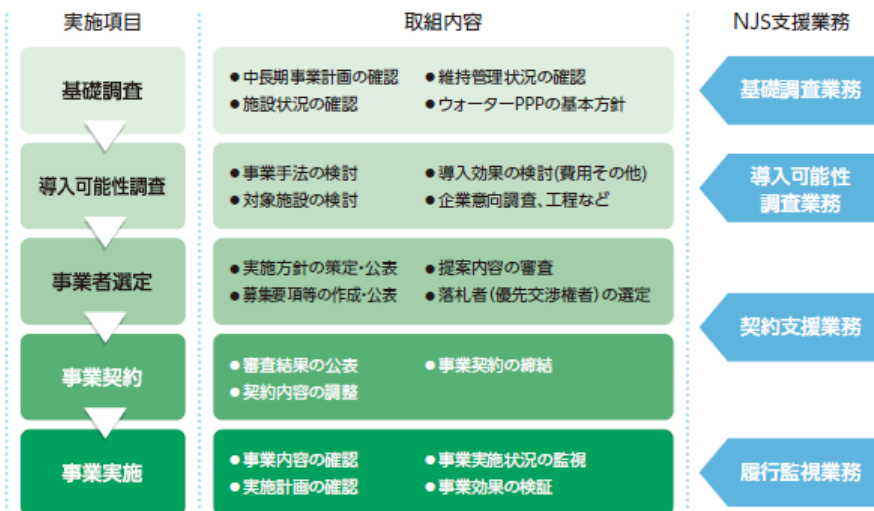 実施項目
取組内容
NJS支援業務
基礎調査
●中長期事業計画の確認 ●維持管理状況の確認
●施設状況の確認 ●ウォーターPPPの基本方針
基礎調査業務
導入可能性調査
●事業手法の検討 ●導入効果の検討(費用その他)
●対象施設の検討 ●企業意向調査、工程など
導入可能性
調査業務
事業者選定
●実施方針の策定・公表 ●提案内容の審査
●募集要項等の作成・公表 ●落札者(優先交渉権者)の選定
契約支援業務
事業契約
●審査結果の公表 ●事業契約の締結
●契約内容の調整
事業実施
●事業内容の確認 ●事業実施状況の監視
●実施計画の確認 ●事業効果の検証
履行監視業務